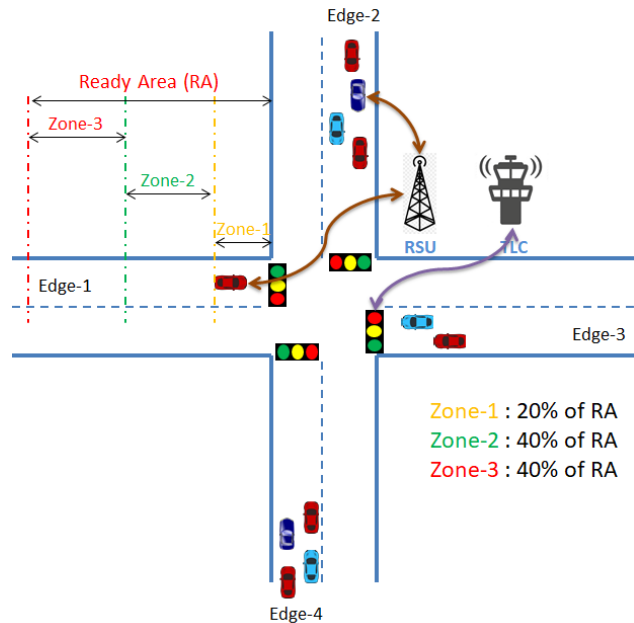 Edge-2
Ready Area (RA)
Zone-3
Zone-2
Zone-1
RSU
TLC
Edge-1
Edge-3
Zone-1 : 20% of RA
Zone-2 : 40% of RA
Zone-3 : 40% of RA
Edge-4